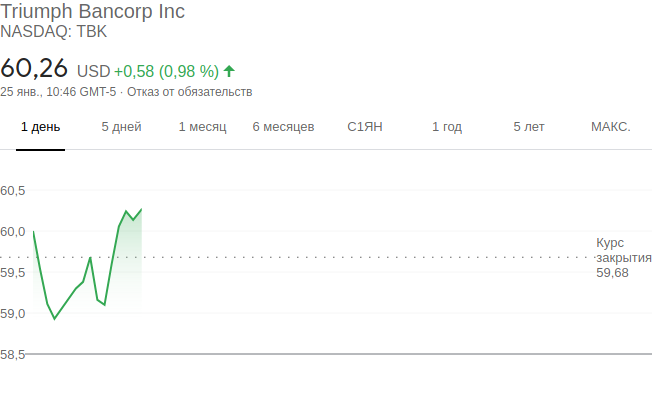 Triumph Bancorp Inc
NASDAQ: TBK
60,26 USD +0,58 (0,98 %)
25 янв., 10:46 GMT-5 · Отказ от обязательств
1 день 5 дней 1 месяц 6 месяцев С1ЯН 1 год 5 лет МАКС.
60,5
60,0
59,5
59,0
58,5
Курс
закрытия
59,68